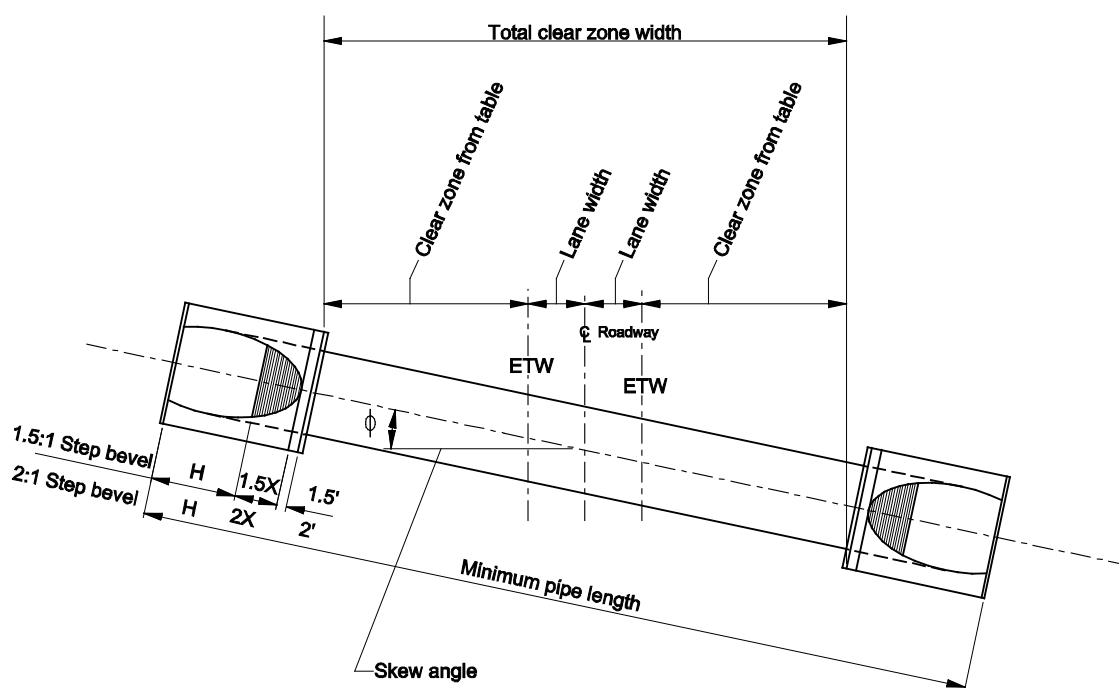 Total clear zone width
Clear zone from table
Lane width
Lane width
Clear zone from table
℄ Roadway
ETW
ETW
ϕ
1.5:1 Step bevel
2:1 Step bevel
H
1.5X
1.5'
H
2X
2'
Minimum pipe length
Skew angle